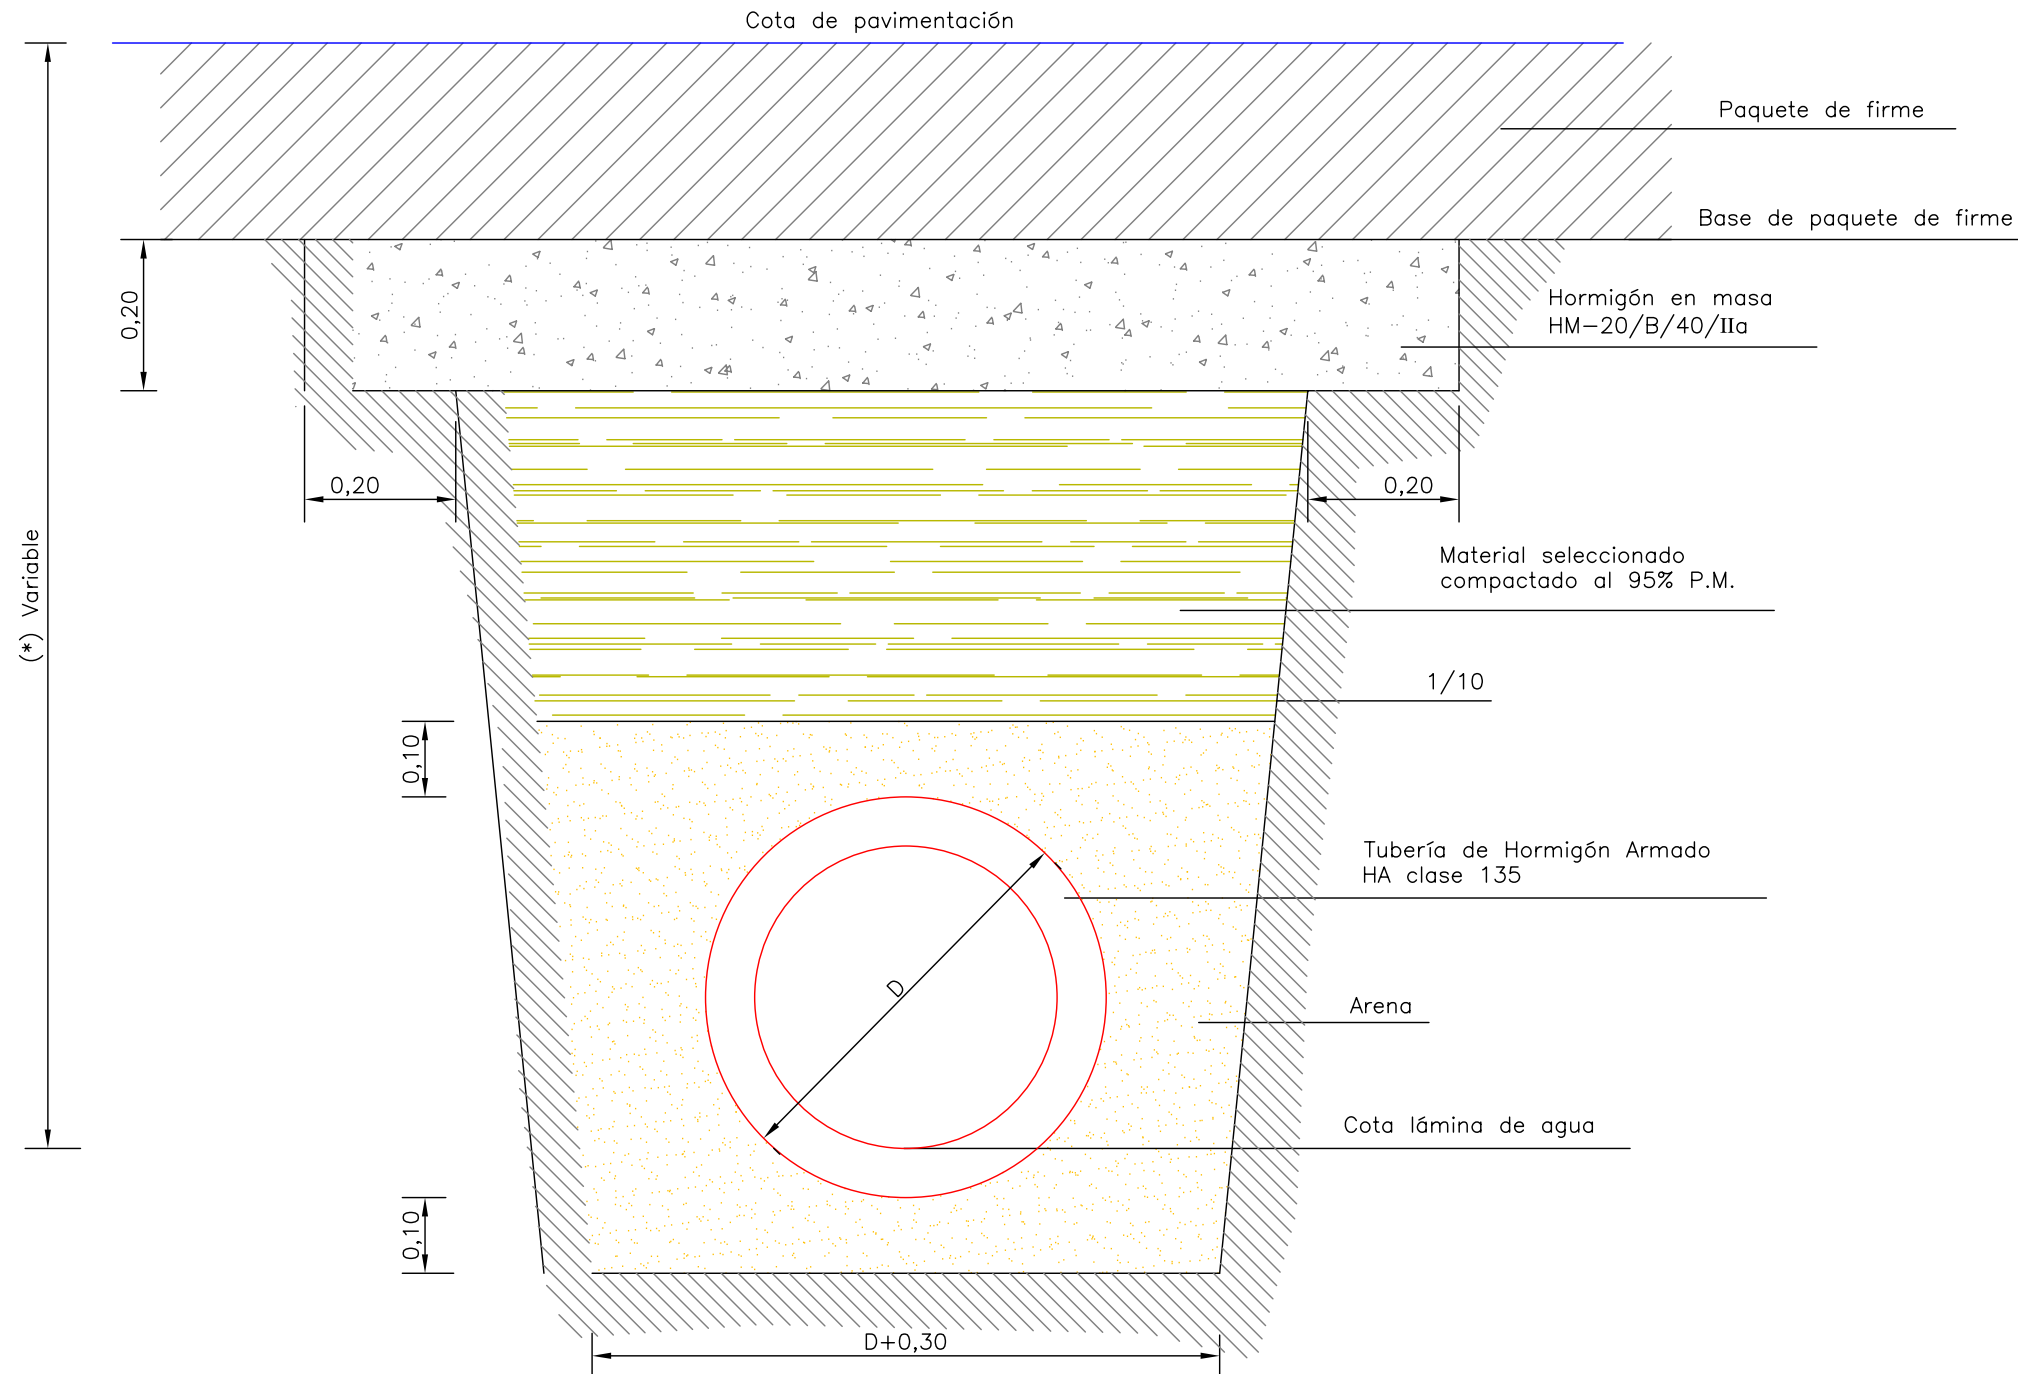 Cota de pavimentación
Paquete de firme
Base de paquete de firme
0,20
Hormigón en masa
HM-20/B/40/IIa
0,20
0,20
(*) Variable
Material seleccionado
compactado al 95% P.M.
1/10
0,10
Tubería de Hormigón Armado
HA clase 135
D
Arena
Cota lámina de agua
0,10
D+0,30